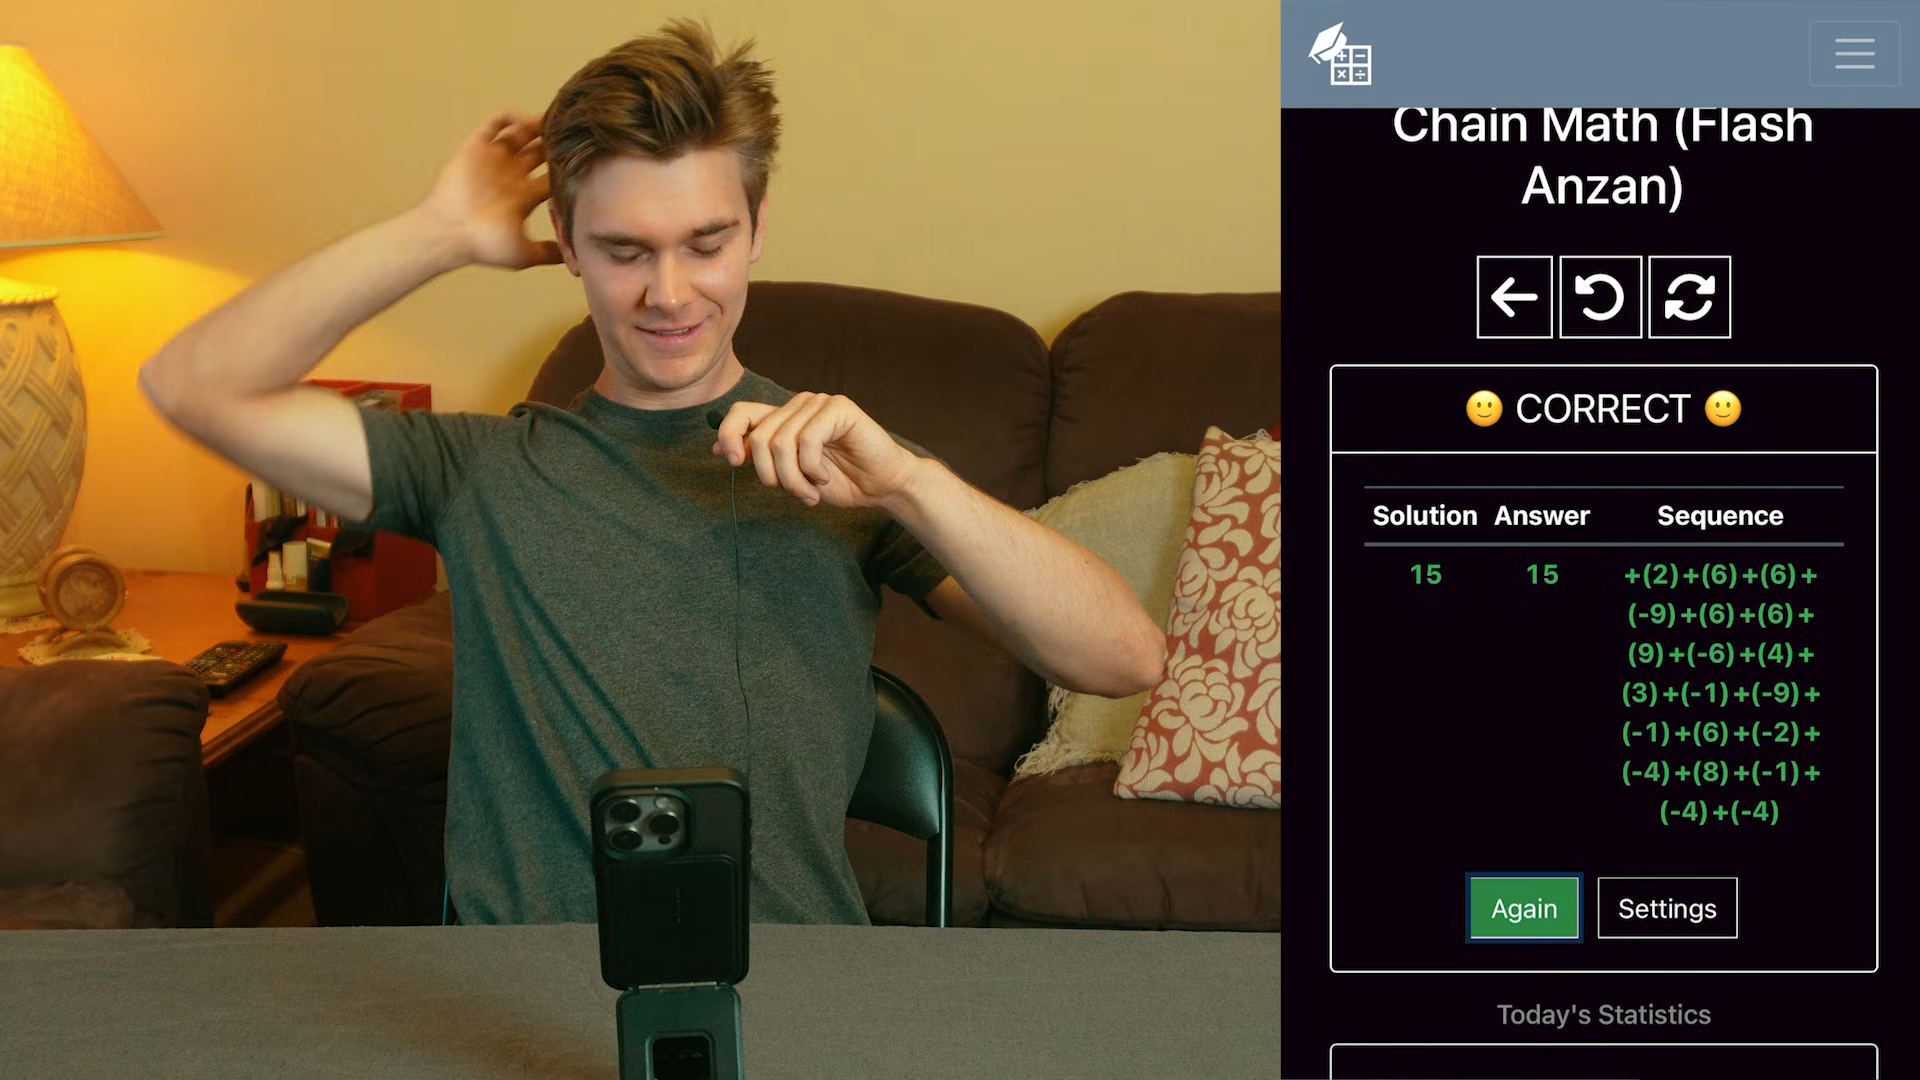 Chain Math (Flash
Anzan)
🙂 CORRECT 🙂
Solution Answer Sequence
15 15 +(2)+(6)+(6)+
(-9)+(6)+(6)+
(9)+(-6)+(4)+
(3)+(-1)+(-9)+
(-1)+(6)+(-2)+
(-4)+(8)+(-1)+
(-4)+(-4)
Again Settings
Today's Statistics